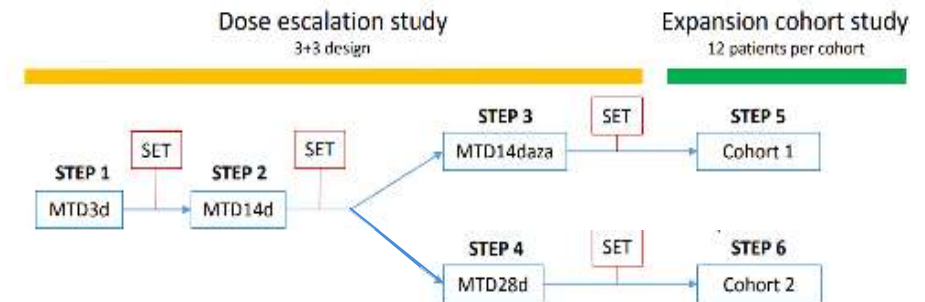 Dose escalation study
3+3 design
Expansion cohort study
12 patients per cohort
STEP 1
MTD3d
SET
STEP 2
MTD14d
SET
STEP 3
MTD14daza
SET
STEP 5
Cohort 1
STEP 4
MTD28d
SET
STEP 6
Cohort 2